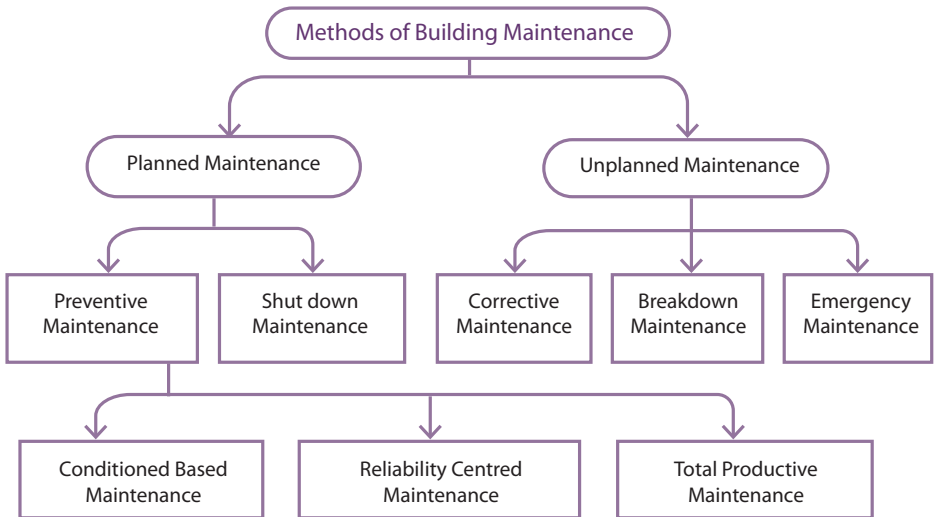 Methods of Building Maintenance
Planned Maintenance
Unplanned Maintenance
Preventive
Maintenance
Shut down
Maintenance
Corrective
Maintenance
Breakdown
Maintenance
Emergency
Maintenance
Conditioned Based
Maintenance
Reliability Centred
Maintenance
Total Productive
Maintenance